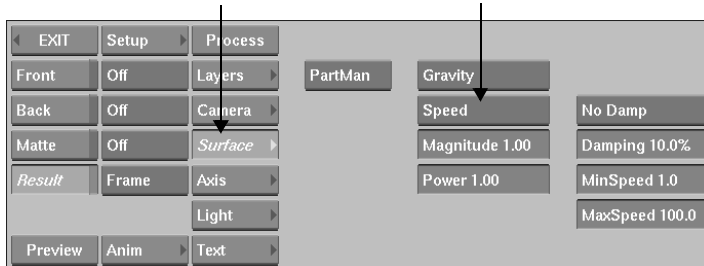 EXIT Setup Process
Front Off Layers PartMan Gravity
Back Off Camera Speed No Damp
Matte Off Surface Magnitude 1.00 Damping 10.0%
Result Frame Axis Power 1.00 MinSpeed 1.0
Light MaxSpeed 100.0
Preview Anim Text